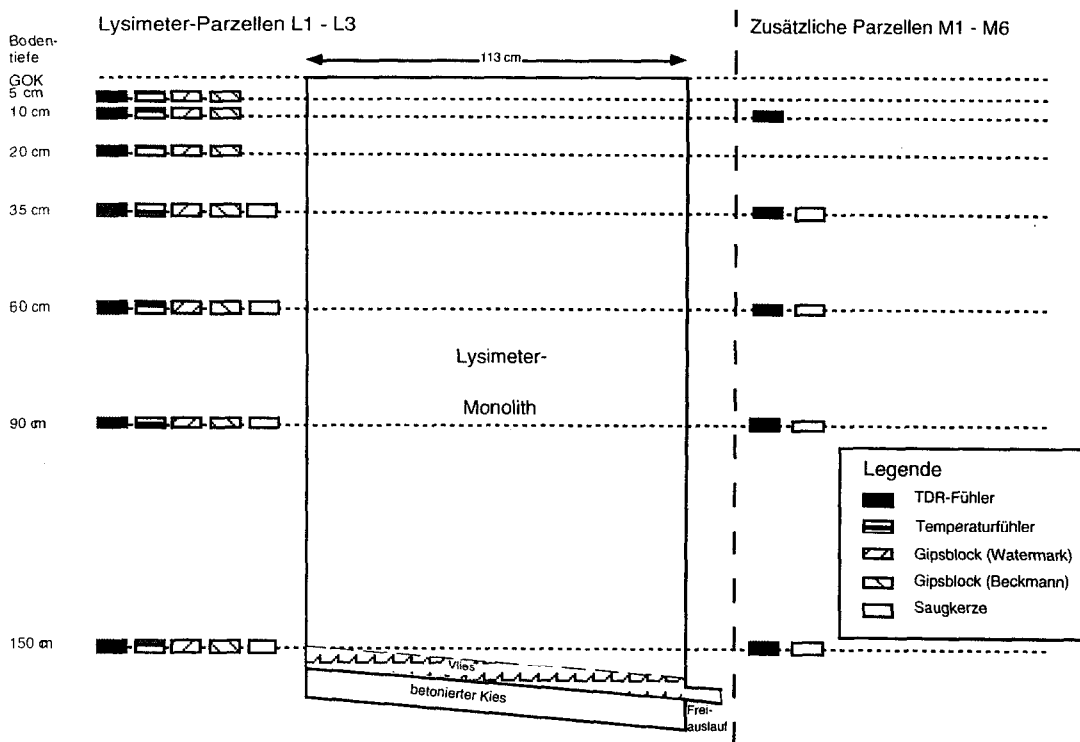 Lysimeter-Parzellen L1 - L3
Zusätzliche Parzellen M1 - M6
Boden-
tiefe
GOK
5 cm
10 cm
20 cm
35 cm
60 cm
90 cm
150 cm
113 cm
Lysimeter-
Monolith
Vlies
betonierter Kies
Frei-
auslauf
Legende
TDR-Fühler
Temperaturfühler
Gipsblock (Watermark)
Gipsblock (Beckmann)
Saugkerze